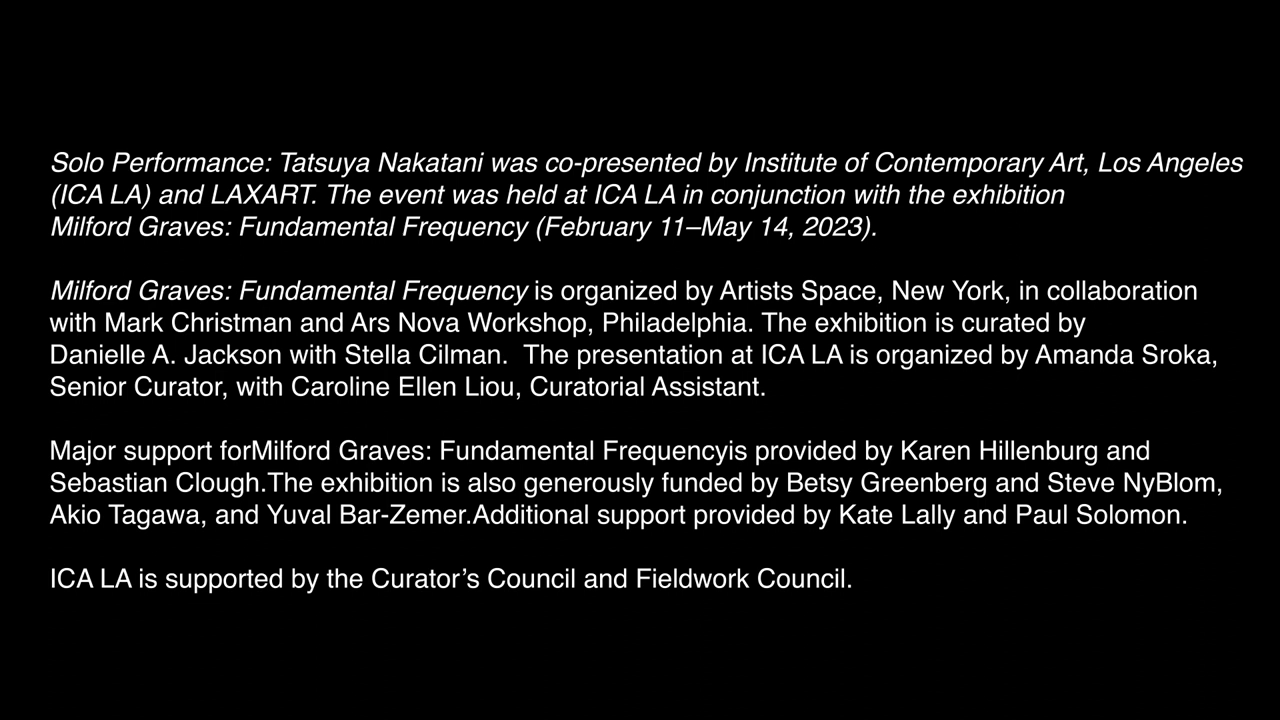 Solo Performance: Tatsuya Nakatani was co-presented by Institute of Contemporary Art, Los Angeles
(ICA LA) and LAXART. The event was held at ICA LA in conjunction with the exhibition
Milford Graves: Fundamental Frequency (February 11–May 14, 2023).
Milford Graves: Fundamental Frequency is organized by Artists Space, New York, in collaboration
with Mark Christman and Ars Nova Workshop, Philadelphia. The exhibition is curated by
Danielle A. Jackson with Stella Cilman.  The presentation at ICA LA is organized by Amanda Sroka,
Senior Curator, with Caroline Ellen Liou, Curatorial Assistant.
Major support forMilford Graves: Fundamental Frequencyis provided by Karen Hillenburg and
Sebastian Clough.The exhibition is also generously funded by Betsy Greenberg and Steve NyBlom,
Akio Tagawa, and Yuval Bar-Zemer.Additional support provided by Kate Lally and Paul Solomon.
ICA LA is supported by the Curator’s Council and Fieldwork Council.